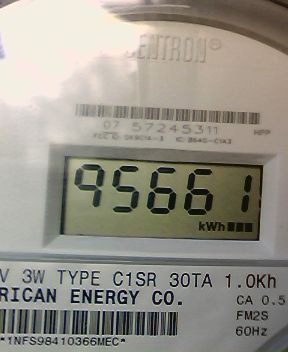 CENTRON®
07 57245311
HPP
95661
kWh
V 3W TYPE C1SR 30TA 1.0Kh
RICAN ENERGY CO.
CA 0.5
FM2S
60Hz
*1NFS98410366MEC*